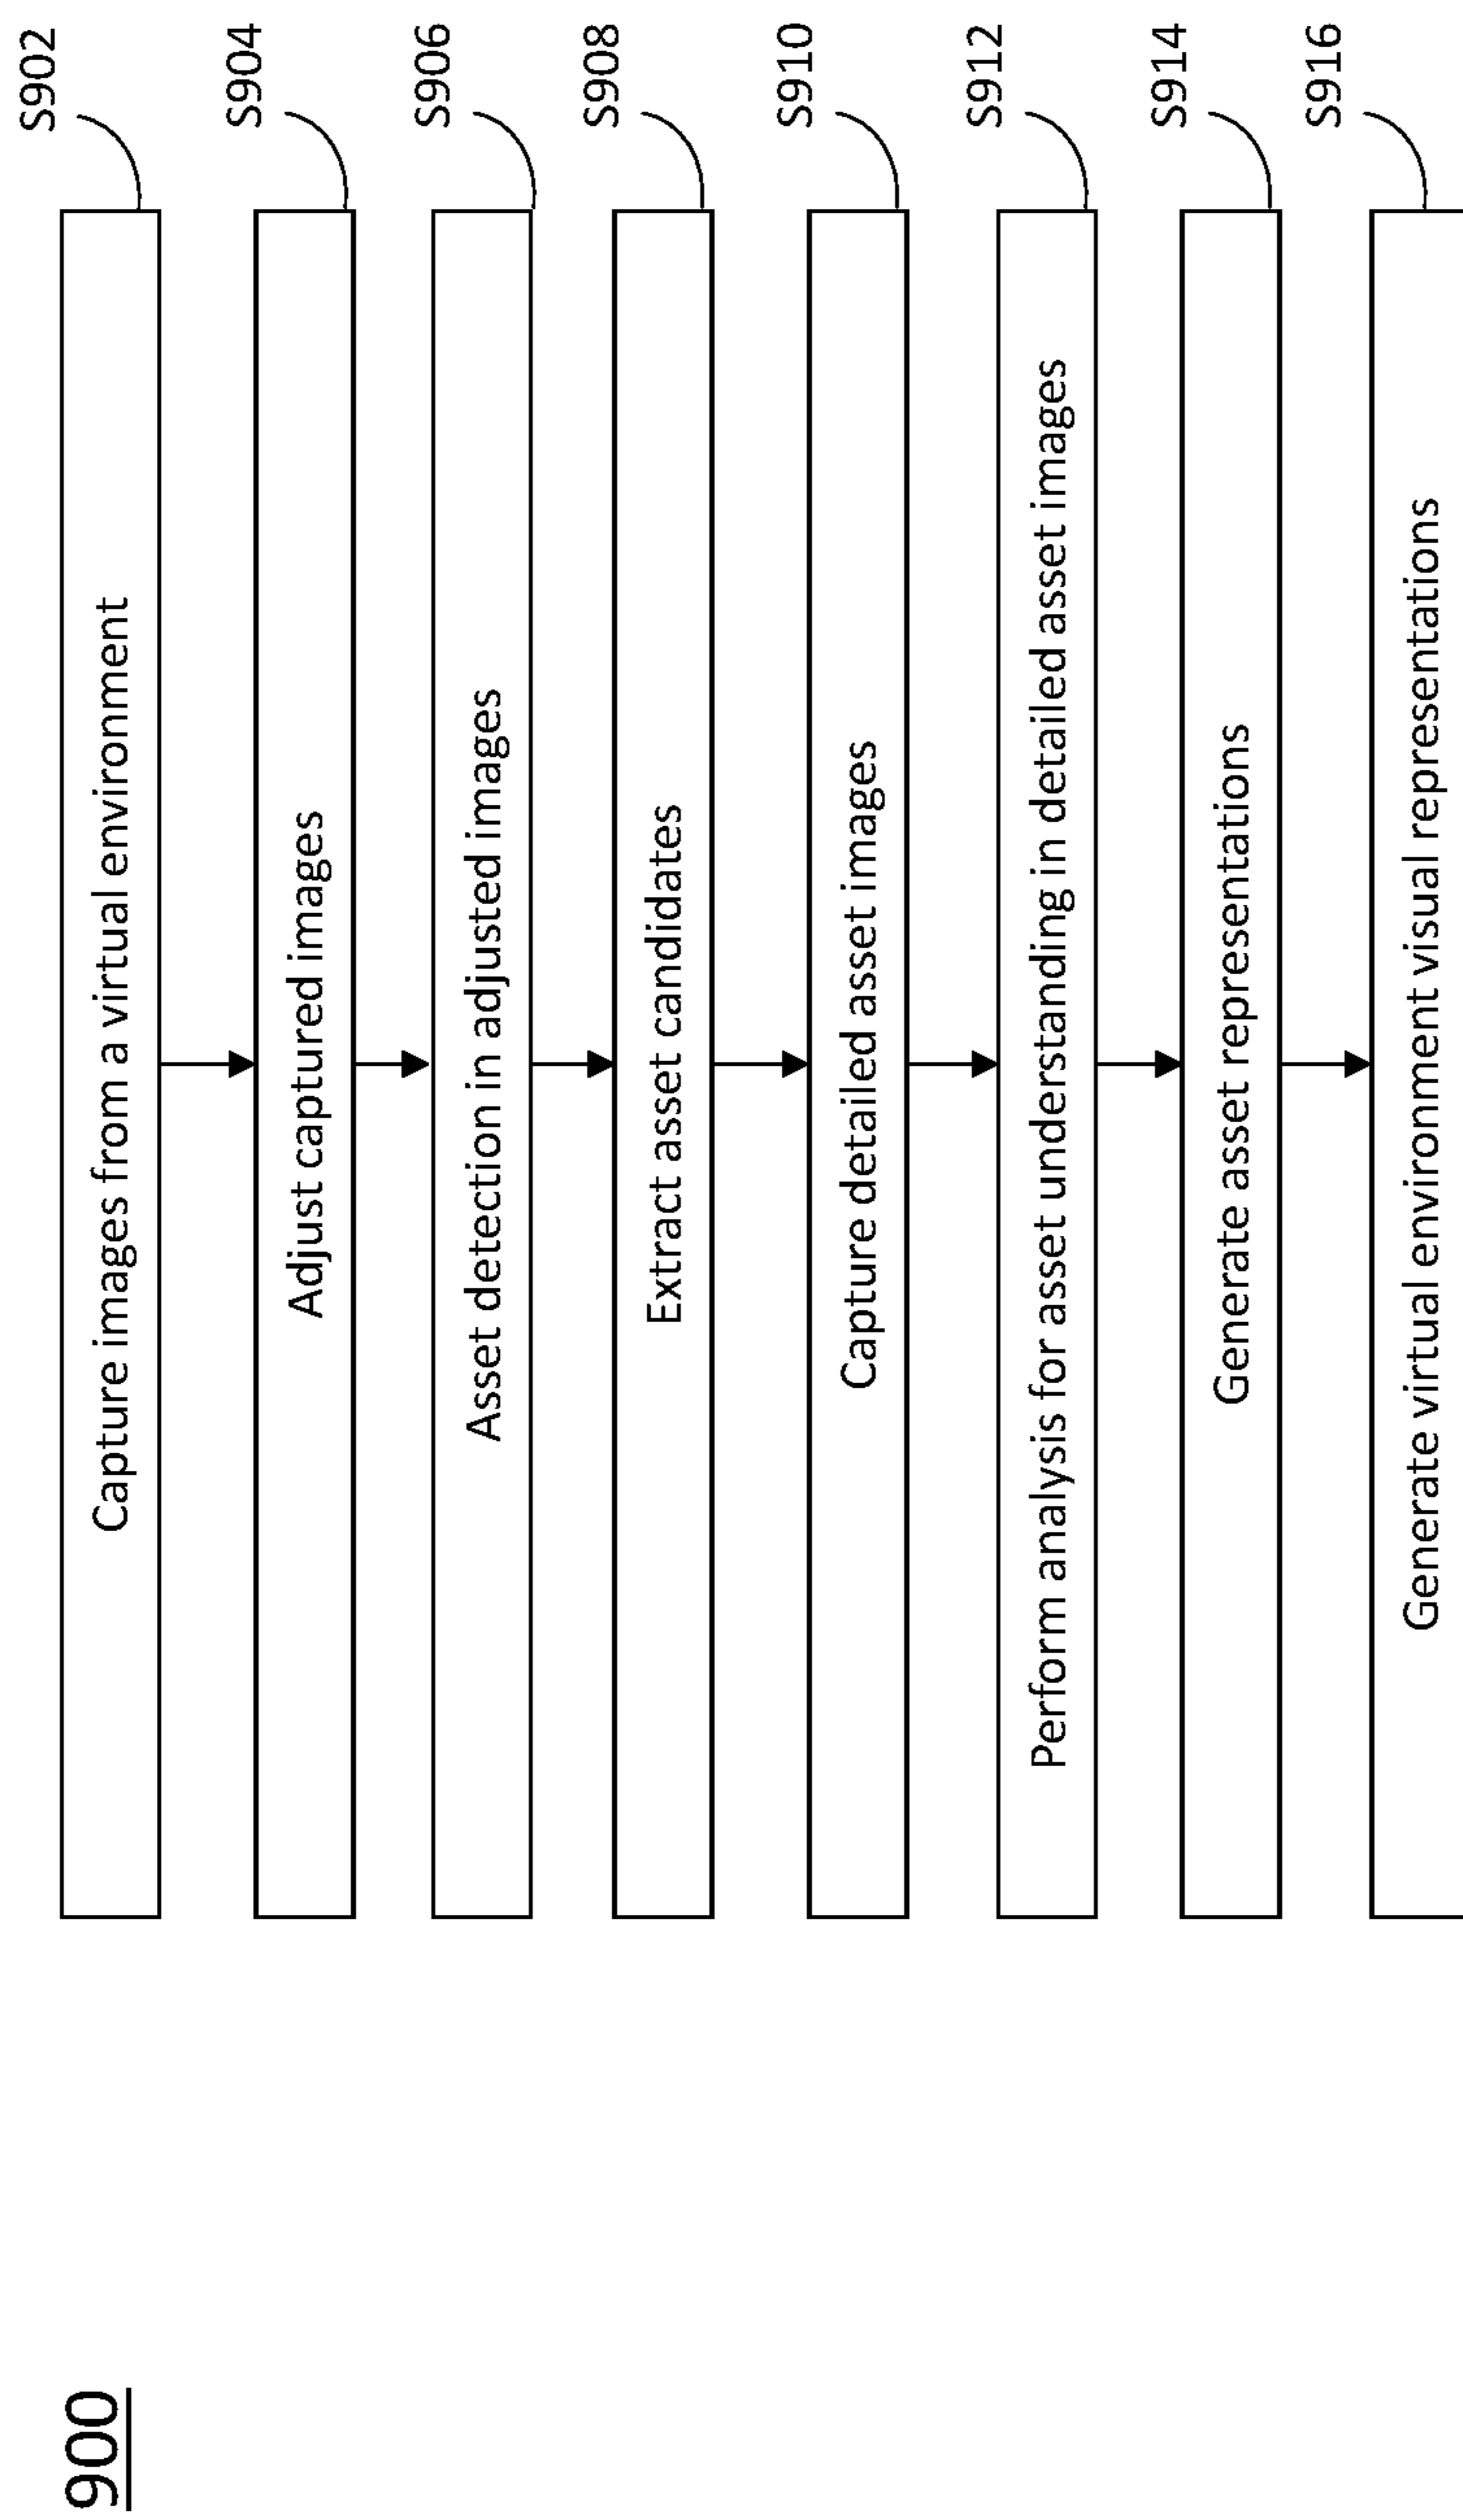 900
Capture images from a virtual environment
S902
Adjust captured images
S904
Asset detection in adjusted images
S906
Extract asset candidates
S908
Capture detailed asset images
S910
Perform analysis for asset understanding in detailed asset images
S912
Generate asset representations
S914
Generate virtual environment visual representations
S916